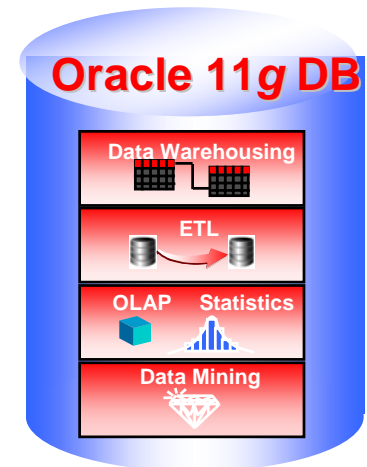 Oracle 11g DB
Data Warehousing
ETL
OLAP Statistics
Data Mining